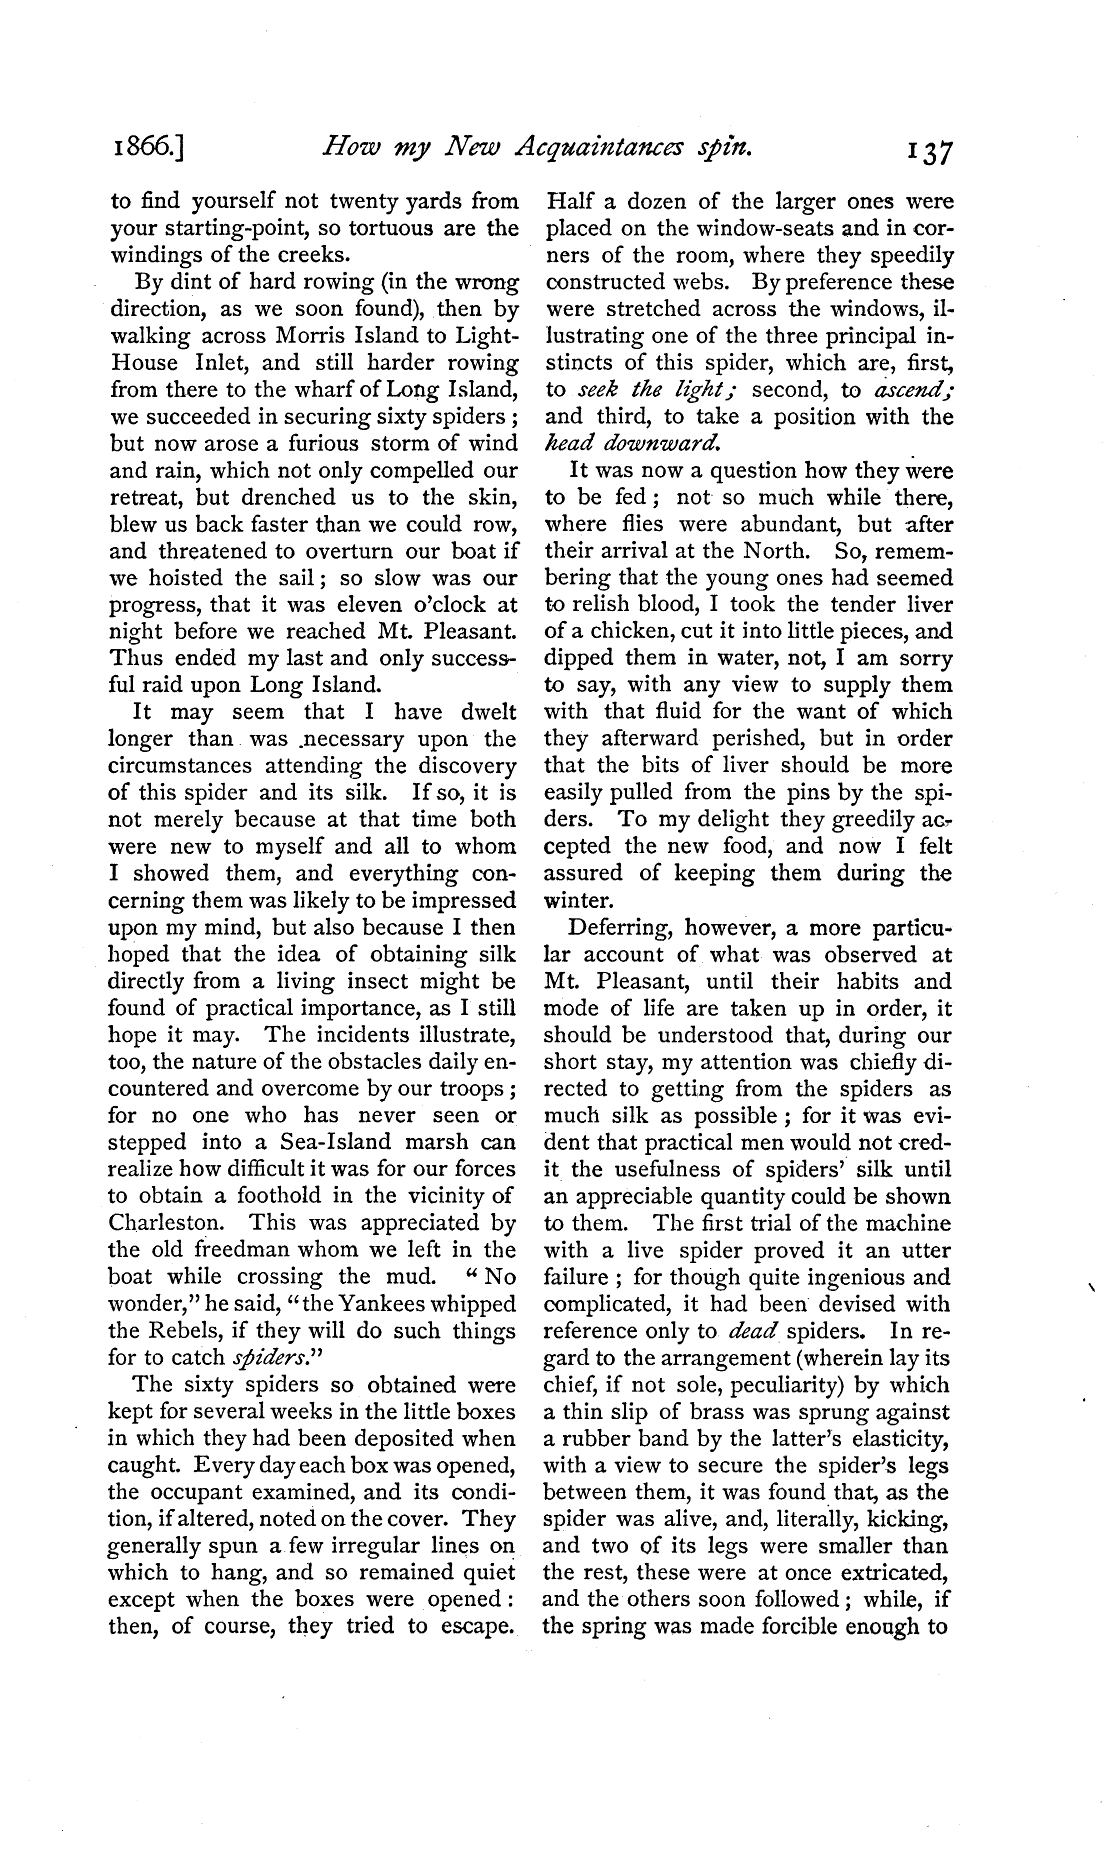 1866.] How my New Acquaintances spin. 137
to find yourself not twenty yards from
your starting-point, so tortuous are the
windings of the creeks.
By dint of hard rowing (in the wrong
direction, as we soon found), then by
walking across Morris Island to Light-
House Inlet, and still harder rowing
from there to the wharf of Long Island,
we succeeded in securing sixty spiders ;
but now arose a furious storm of wind
and rain, which not only compelled our
retreat, but drenched us to the skin,
blew us back faster than we could row,
and threatened to overturn our boat if
we hoisted the sail ; so slow was our
progress, that it was eleven o'clock at
night before we reached Mt. Pleasant.
Thus ended my last and only success-
ful raid upon Long Island.
It may seem that I have dwelt
longer than was necessary upon the
circumstances attending the discovery
of this spider and its silk. If so, it is
not merely because at that time both
were new to myself and all to whom
I showed them, and everything con-
cerning them was likely to be impressed
upon my mind, but also because I then
hoped that the idea of obtaining silk
directly from a living insect might be
found of practical importance, as I still
hope it may. The incidents illustrate,
too, the nature of the obstacles daily en-
countered and overcome by our troops ;
for no one who has never seen or
stepped into a Sea-Island marsh can
realize how difficult it was for our forces
to obtain a foothold in the vicinity of
Charleston. This was appreciated by
the old freedman whom we left in the
boat while crossing the mud. "No
wonder," he said, "the Yankees whipped
the Rebels, if they will do such things
for to catch spiders."
The sixty spiders so obtained were
kept for several weeks in the little boxes
in which they had been deposited when
caught. Every day each box was opened,
the occupant examined, and its condi-
tion, if altered, noted on the cover. They
generally spun a few irregular lines on
which to hang, and so remained quiet
except when the boxes were opened :
then, of course, they tried to escape.
Half a dozen of the larger ones were
placed on the window-seats and in cor-
ners of the room, where they speedily
constructed webs. By preference these
were stretched across the windows, il-
lustrating one of the three principal in-
stincts of this spider, which are, first,
to seek the light; second, to ascend;
and third, to take a position with the
head downward.
It was now a question how they were
to be fed ; not so much while there,
where flies were abundant, but after
their arrival at the North. So, remem-
bering that the young ones had seemed
to relish blood, I took the tender liver
of a chicken, cut it into little pieces, and
dipped them in water, not, I am sorry
to say, with any view to supply them
with that fluid for the want of which
they afterward perished, but in order
that the bits of liver should be more
easily pulled from the pins by the spi-
ders. To my delight they greedily ac-
cepted the new food, and now I felt
assured of keeping them during the
winter.
Deferring, however, a more particu-
lar account of what was observed at
Mt. Pleasant, until their habits and
mode of life are taken up in order, it
should be understood that, during our
short stay, my attention was chiefly di-
rected to getting from the spiders as
much silk as possible ; for it was evi-
dent that practical men would not cred-
it the usefulness of spiders' silk until
an appreciable quantity could be shown
to them. The first trial of the machine
with a live spider proved it an utter
failure ; for though quite ingenious and
complicated, it had been devised with
reference only to dead spiders. In re-
gard to the arrangement (wherein lay its
chief, if not sole, peculiarity) by which
a thin slip of brass was sprung against
a rubber band by the latter's elasticity,
with a view to secure the spider's legs
between them, it was found that, as the
spider was alive, and, literally, kicking,
and two of its legs were smaller than
the rest, these were at once extricated,
and the others soon followed ; while, if
the spring was made forcible enough to